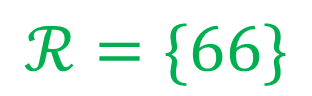 ℛ = {66}